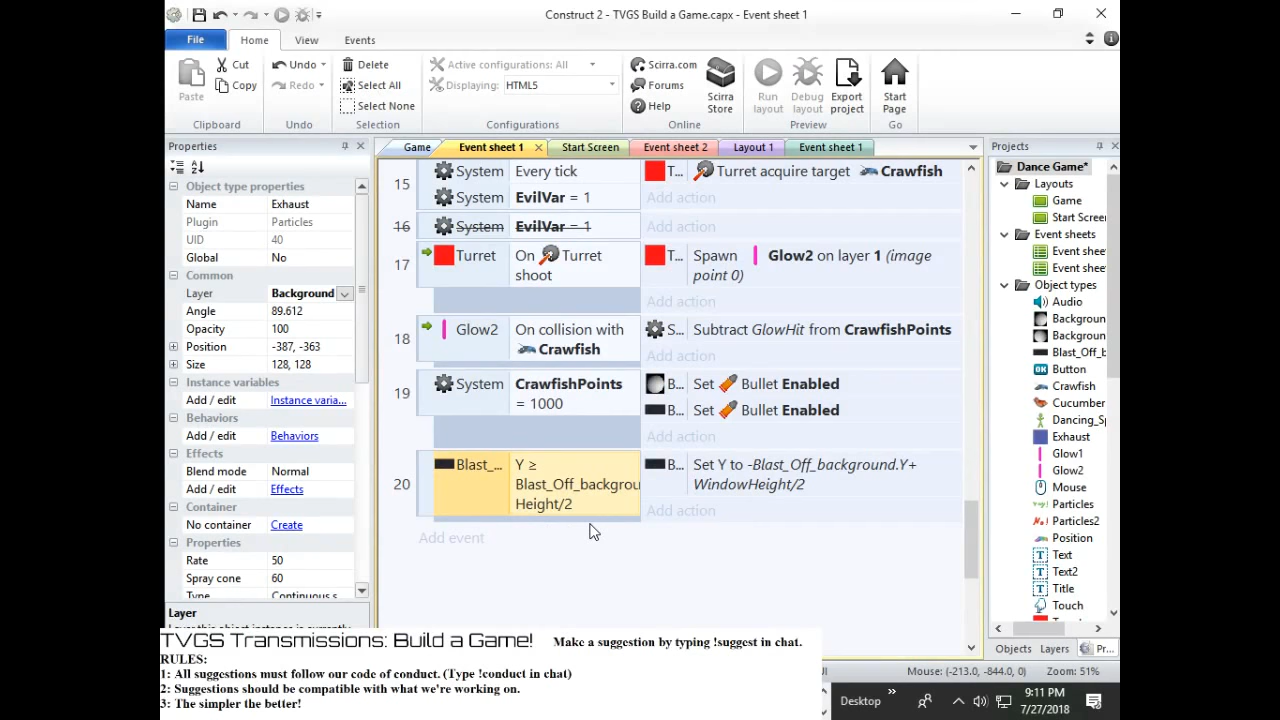 Construct 2 - TVGS Build a Game.capx - Event sheet 1
File Home View Events
Paste Cut Copy
Clipboard
Undo
Redo
Undo
Delete
Select All
Select None
Selection
Active configurations: All
Displaying: HTML5
Configurations
Scirra.com
Forums
Help
Scirra Store
Online
Run layout
Debug layout
Export project
Preview
Start Page
Go
Properties
Object type properties
Name Exhaust
Plugin Particles
UID 40
Global No
Common
Layer Background
Angle 89.612
Opacity 100
Position -387, -363
Size 128, 128
Instance variables
Add / edit Instance varia...
Behaviors
Add / edit Behaviors
Effects
Blend mode Normal
Add / edit Effects
Container
No container Create
Properties
Rate 50
Spray cone 60
Layer
Game Event sheet 1 Start Screen Event sheet 2 Layout 1 Event sheet 1
15 System Every tick T... Turret acquire target Crawfish
System EvilVar = 1 Add action
16 System EvilVar = 1 Add action
17 Turret On Turret shoot T... Spawn Glow2 on layer 1 (image point 0)
Add action
18 Glow2 On collision with Crawfish S... Subtract GlowHit from CrawfishPoints
Add action
19 System CrawfishPoints = 1000 B... Set Bullet Enabled
B... Set Bullet Enabled
Add action
20 Blast_... Y ≥ Blast_Off_backgrou Height/2 B... Set Y to -Blast_Off_background.Y+ WindowHeight/2
Add action
Add event
Projects
Dance Game*
Layouts
Game
Start Screen
Event sheets
Event shee
Event shee
Object types
Audio
Backgroun
Backgroun
Blast_Off_b
Button
Crawfish
Cucumber
Dancing_S
Exhaust
Glow1
Glow2
Mouse
Particles
Particles2
Position
Text
Text2
Title
Touch
Objects Layers Pr...
Mouse: (-213.0, -844.0, 0) Zoom: 51%
Desktop
9:11 PM
7/27/2018
TVGS Transmissions: Build a Game! Make a suggestion by typing !suggest in chat.
RULES:
1: All suggestions must follow our code of conduct. (Type !conduct in chat)
2: Suggestions should be compatible with what we're working on.
3: The simpler the better!